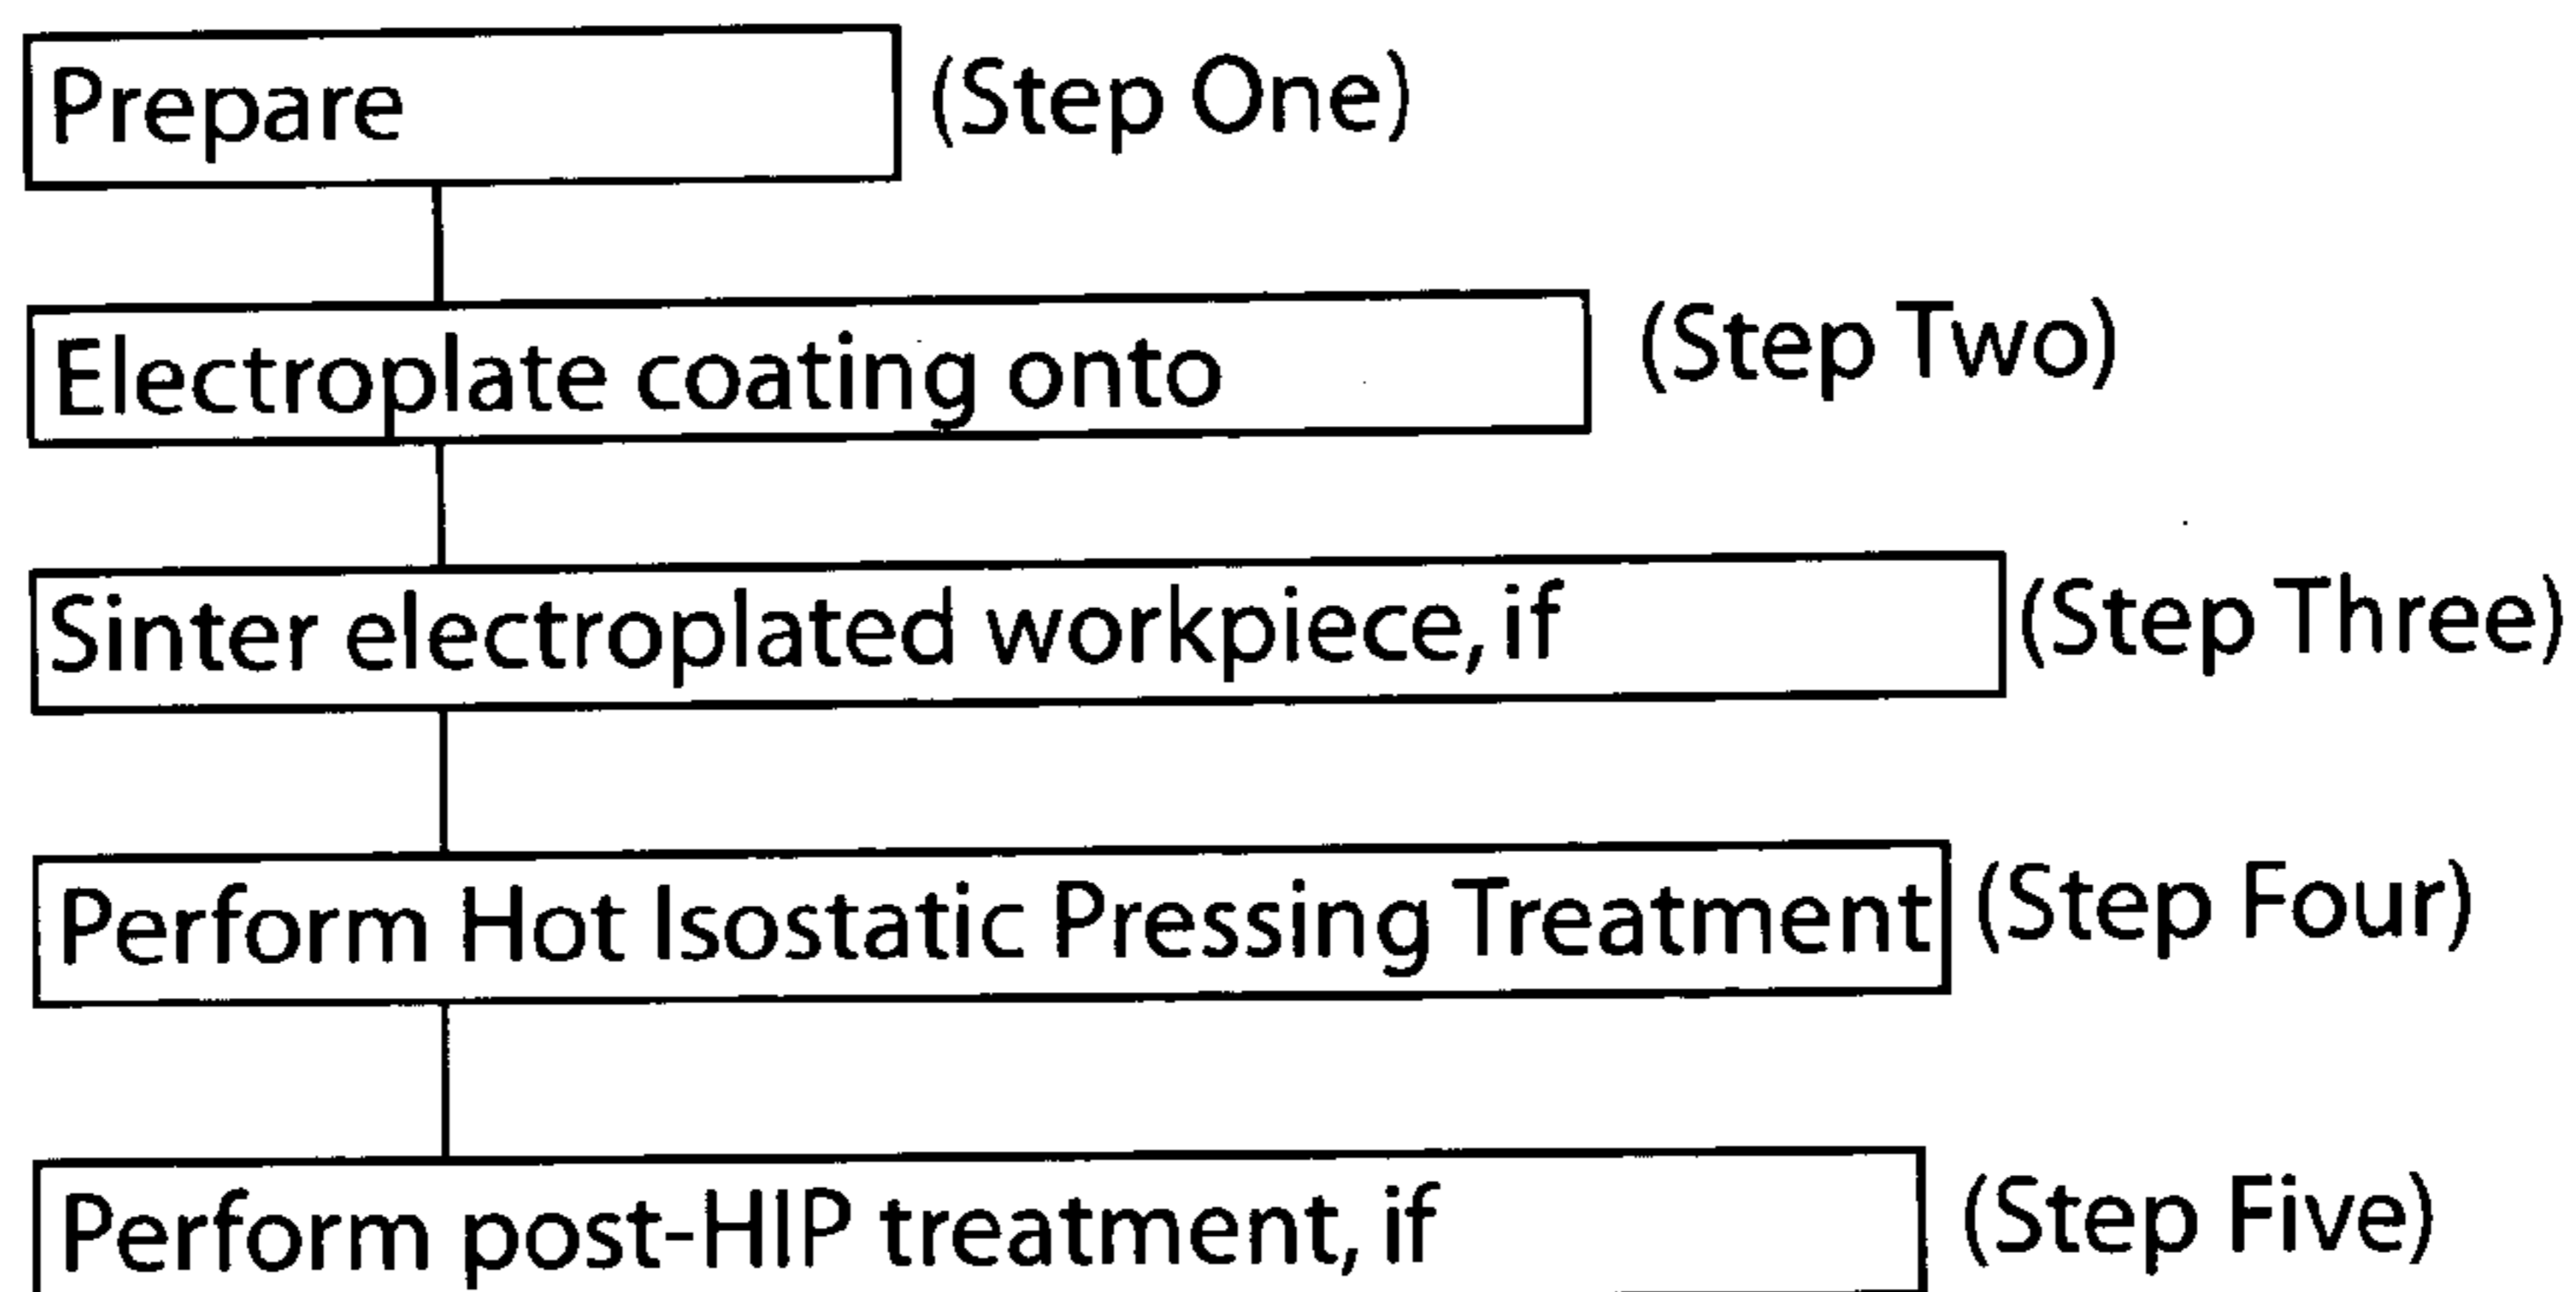 Prepare (Step One)
Electroplate coating onto (Step Two)
Sinter electroplated workpiece, if (Step Three)
Perform Hot Isostatic Pressing Treatment (Step Four)
Perform post-HIP treatment, if (Step Five)